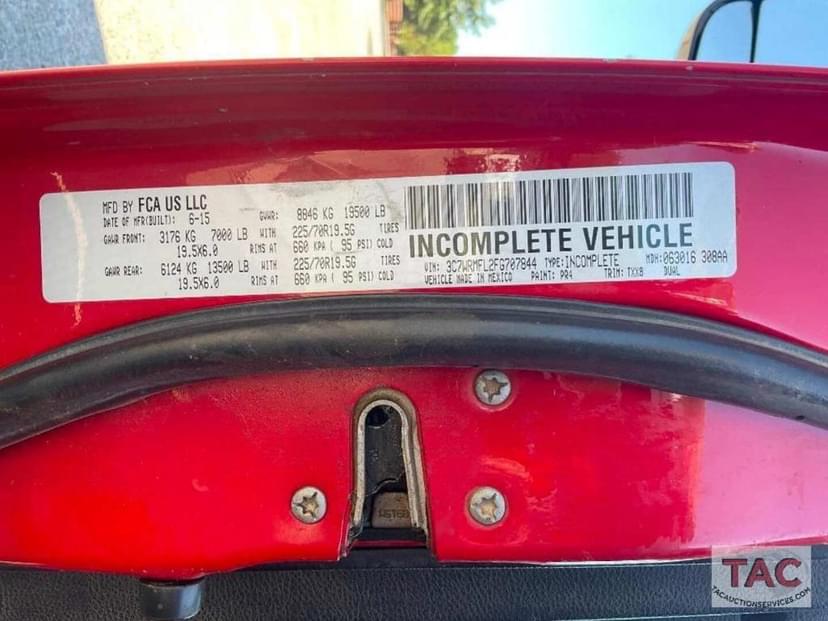 MFD BY FCA US LLC
DATE OF MFR(BUILT): 6-15 GVWR: 8846 KG 19500 LB
GAWR FRONT: 3176 KG 7000 LB WITH 225/70R19.5G TIRES
19.5X6.0 RIMS AT 660 KPA ( 95 PSI) COLD
GAWR REAR: 6124 KG 13500 LB WITH 225/70R19.5G TIRES
19.5X6.0 RIMS AT 660 KPA ( 95 PSI) COLD
INCOMPLETE VEHICLE
VIN: 3C7WRMFL2FG707844 TYPE: INCOMPLETE MDH: 063016 308AA
VEHICLE MADE IN MEXICO PAINT: PR4 TRIM: TXX8 DUAL
TAC
TACAUCTIONSERVICES.COM